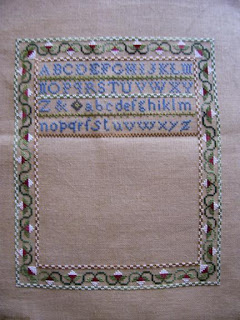 ABCDEFGHIJKLM
NOPQRSTUVWXY
Z & abcdefghiklm
nopqrſstuvwxyz